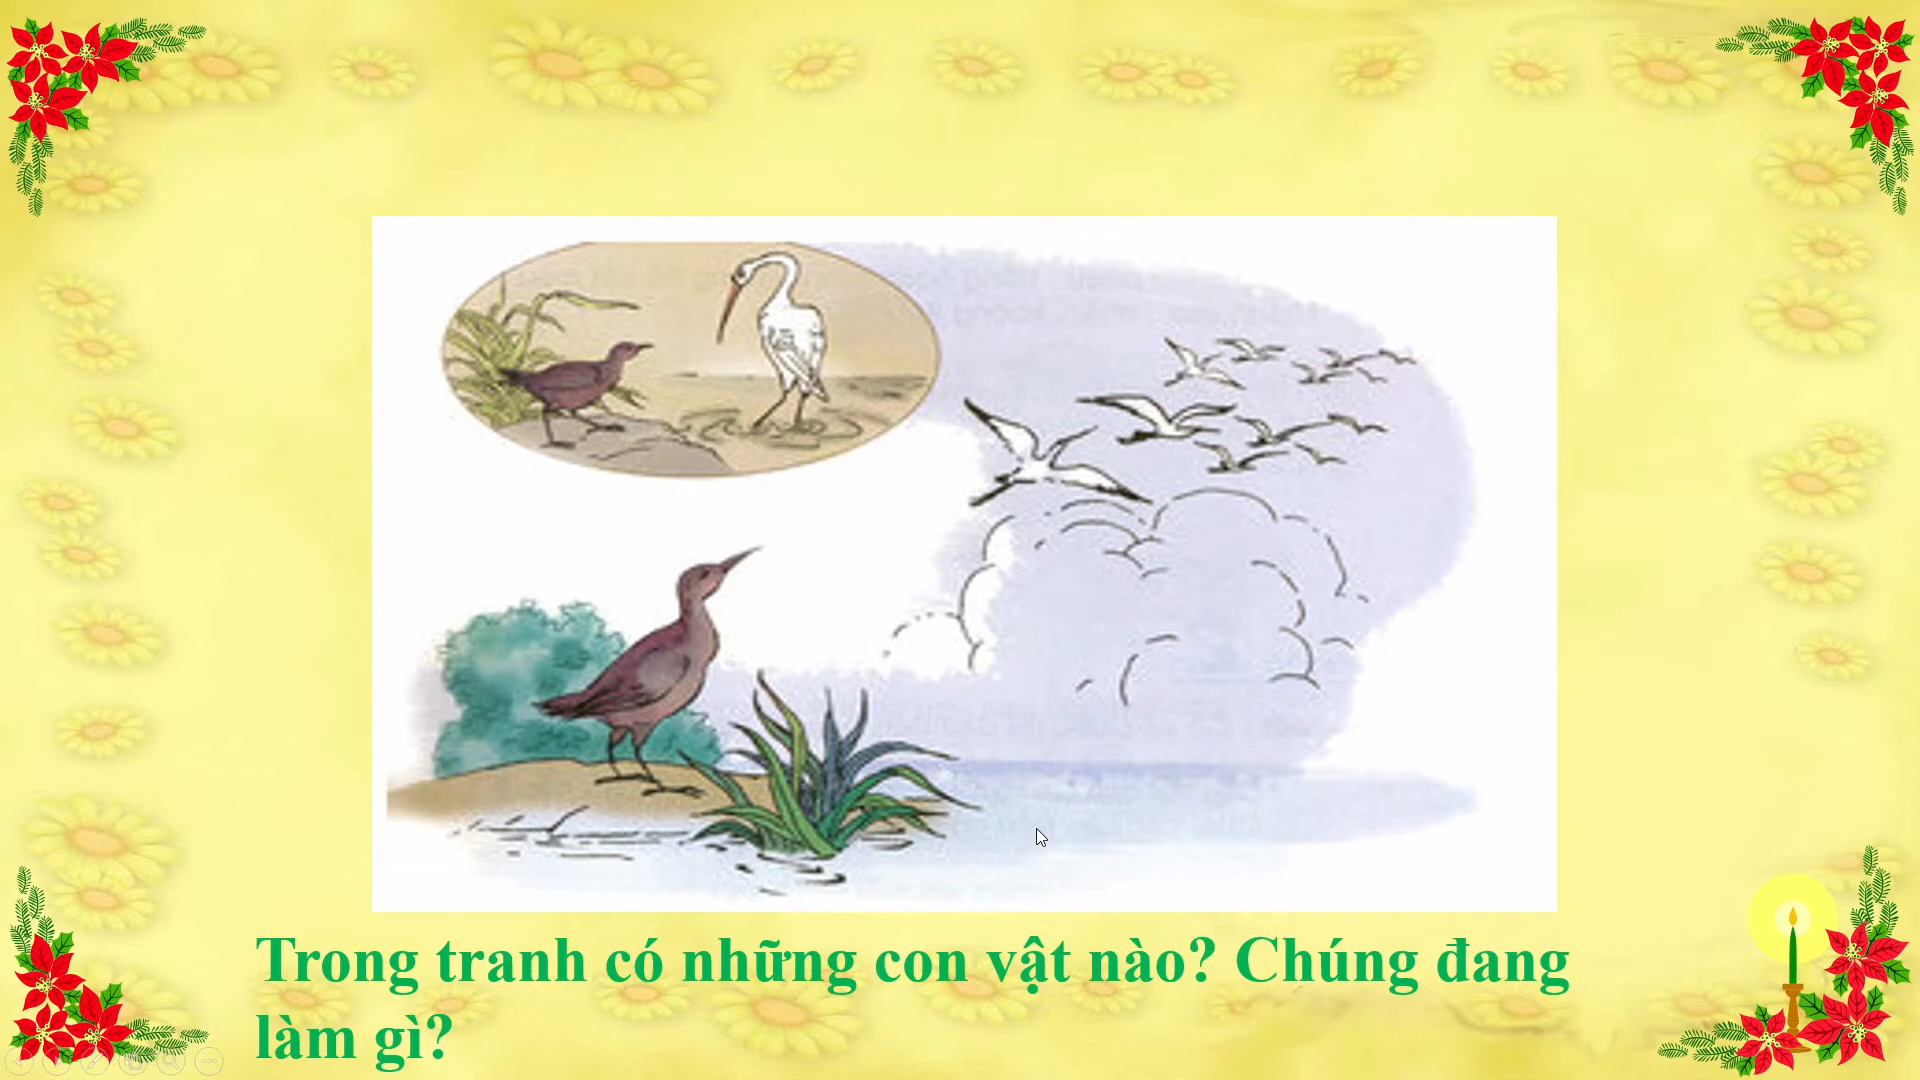 Trong tranh có những con vật nào? Chúng đang
làm gì?